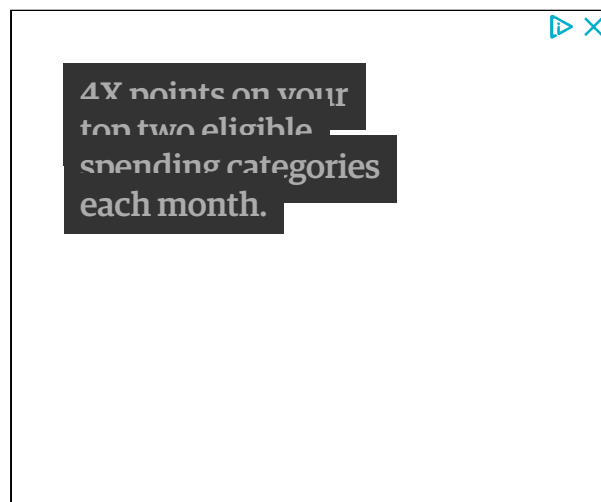 4X points on your
top two eligible
spending categories
each month.